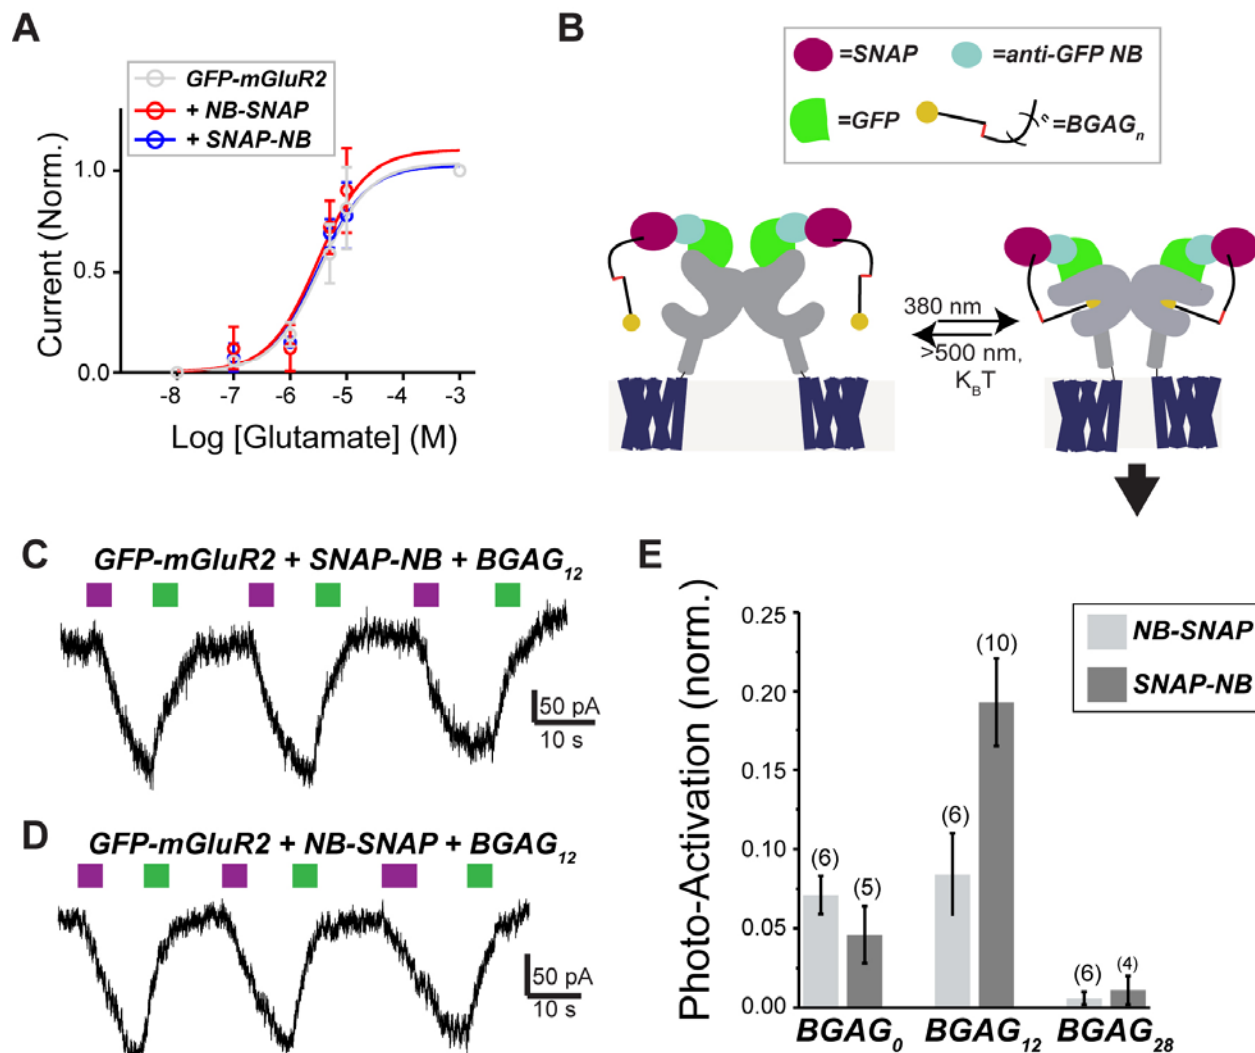 A
GFP-mGluR2
+ NB-SNAP
+ SNAP-NB
Current (Norm.)
1.0
0.5
0.0
-8 -7 -6 -5 -4 -3
Log [Glutamate] (M)
B
=SNAP
=anti-GFP NB
=GFP
n
=BGAGn
380 nm
>500 nm,
KBT
C
GFP-mGluR2 + SNAP-NB + BGAG12
50 pA
10 s
D
GFP-mGluR2 + NB-SNAP + BGAG12
50 pA
10 s
E
Photo-Activation (norm.)
0.25
0.20
0.15
0.10
0.05
0.00
NB-SNAP
SNAP-NB
(6) (5) (6) (10) (6) (4)
BGAG0 BGAG12 BGAG28